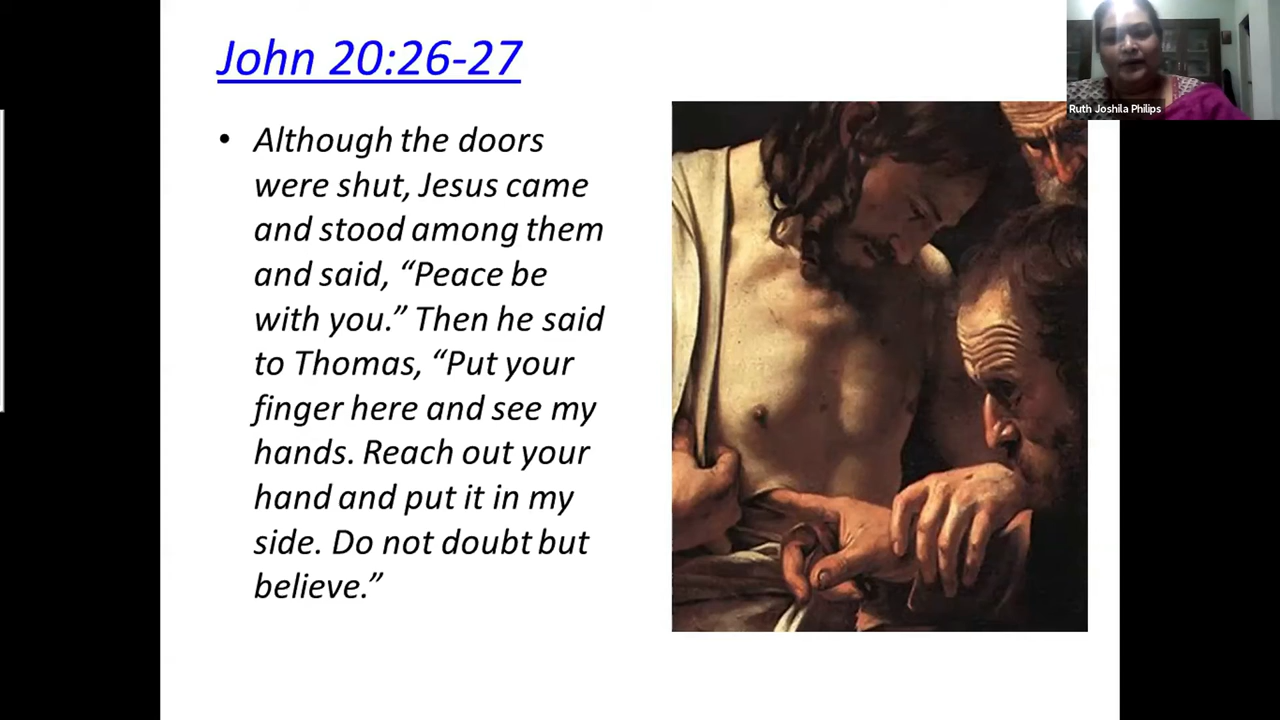 John 20:26-27
Ruth Joshila Philips
• Although the doors
were shut, Jesus came
and stood among them
and said, “Peace be
with you.” Then he said
to Thomas, “Put your
finger here and see my
hands. Reach out your
hand and put it in my
side. Do not doubt but
believe.”